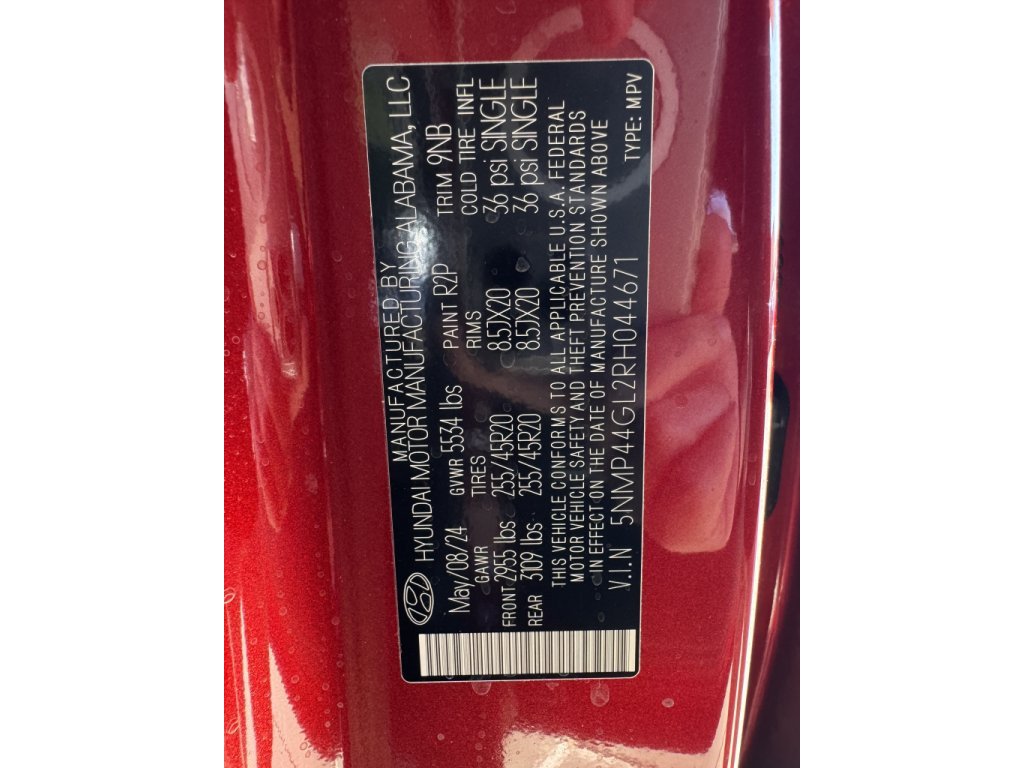 MANUFACTURED BY
HYUNDAI MOTOR MANUFACTURING ALABAMA, LLC
May/08/24 GVWR 5534 lbs PAINT R2P TRIM 9NB
GAWR TIRES RIMS COLD TIRE INFL
FRONT 2955 lbs 255/45R20 8.5JX20 36 psi SINGLE
REAR 3109 lbs 255/45R20 8.5JX20 36 psi SINGLE
THIS VEHICLE CONFORMS TO ALL APPLICABLE U.S.A. FEDERAL
MOTOR VEHICLE SAFETY AND THEFT PREVENTION STANDARDS
IN EFFECT ON THE DATE OF MANUFACTURE SHOWN ABOVE
V.I.N 5NMP44GL2RH044671 TYPE: MPV